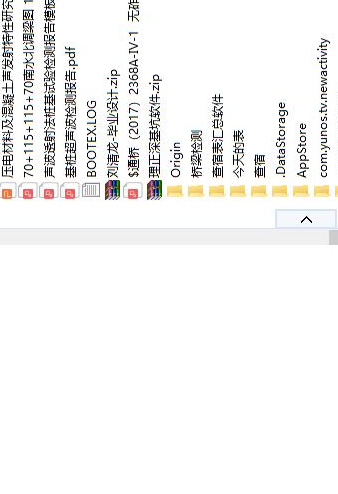 com.yunos.tv.newactivity
AppStore
.DataStorage
查宿
今天的表
查宿表汇总软件
桥梁检测
Origin
理正深基坑软件.zip
$通桥（2017）2368A-IV-1 无砟
刘清龙-毕业设计.zip
BOOTEX.LOG
基桩超声波检测报告.pdf
声波透射法桩基试验检测报告模板
70+115+115+70南水北调梁图 1
压电材料及混凝土声发射特性研究